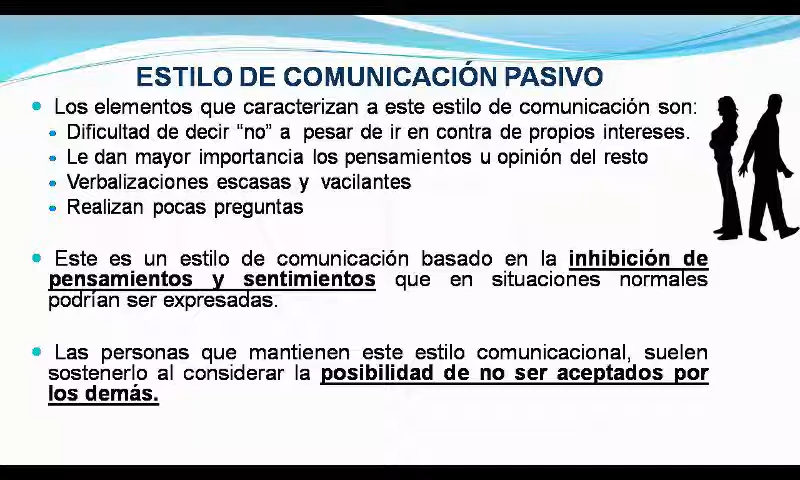 ESTILO DE COMUNICACIÓN PASIVO
• Los elementos que caracterizan a este estilo de comunicación son:
• Dificultad de decir “no” a pesar de ir en contra de propios intereses.
• Le dan mayor importancia los pensamientos u opinión del resto
• Verbalizaciones escasas y vacilantes
• Realizan pocas preguntas
• Este es un estilo de comunicación basado en la inhibición de
pensamientos y sentimientos que en situaciones normales
podrían ser expresadas.
• Las personas que mantienen este estilo comunicacional, suelen
sostenerlo al considerar la posibilidad de no ser aceptados por
los demás.